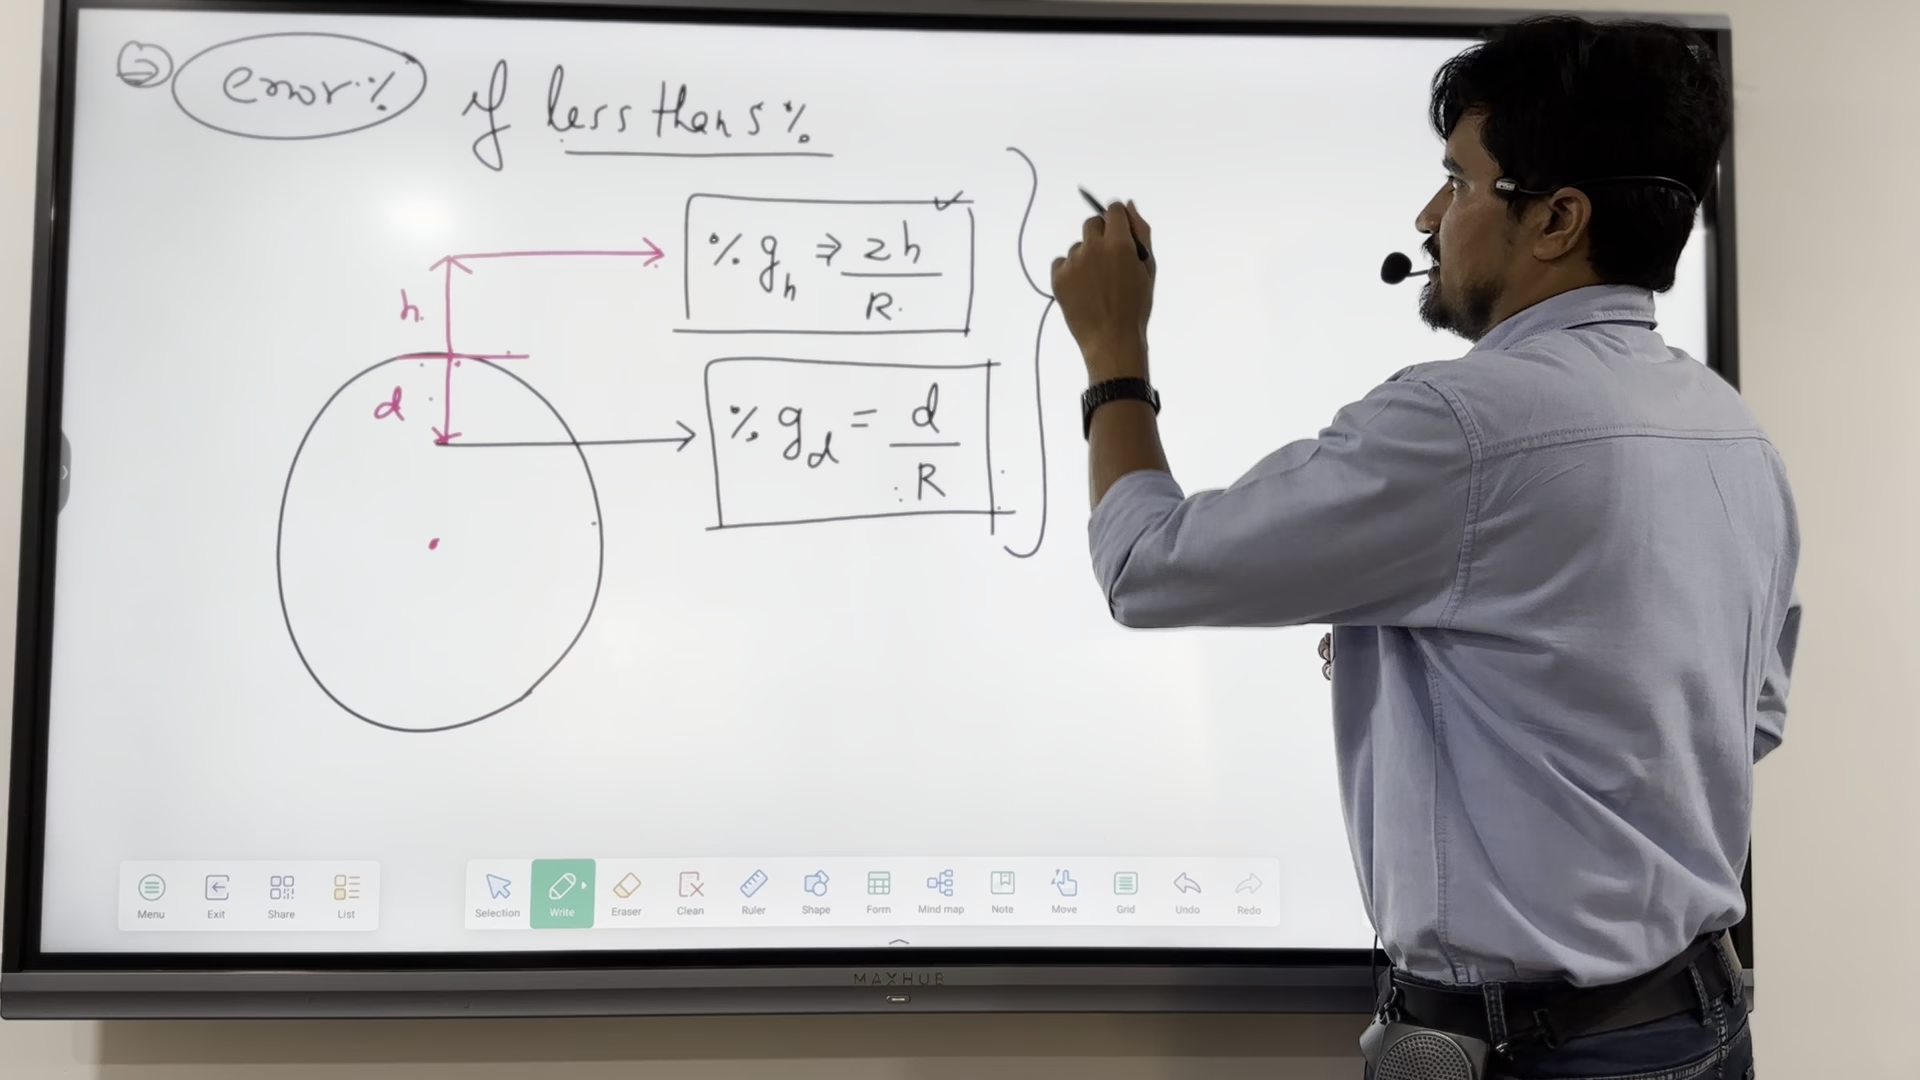 ② error % if less than 5 %
% g_h ⇒ 2h/R
h
d
% g_d = d/R
Menu Exit Share List Selection Write Eraser Clean Ruler Shape Form Mind map Note Move Grid Undo Redo
MAXHUB